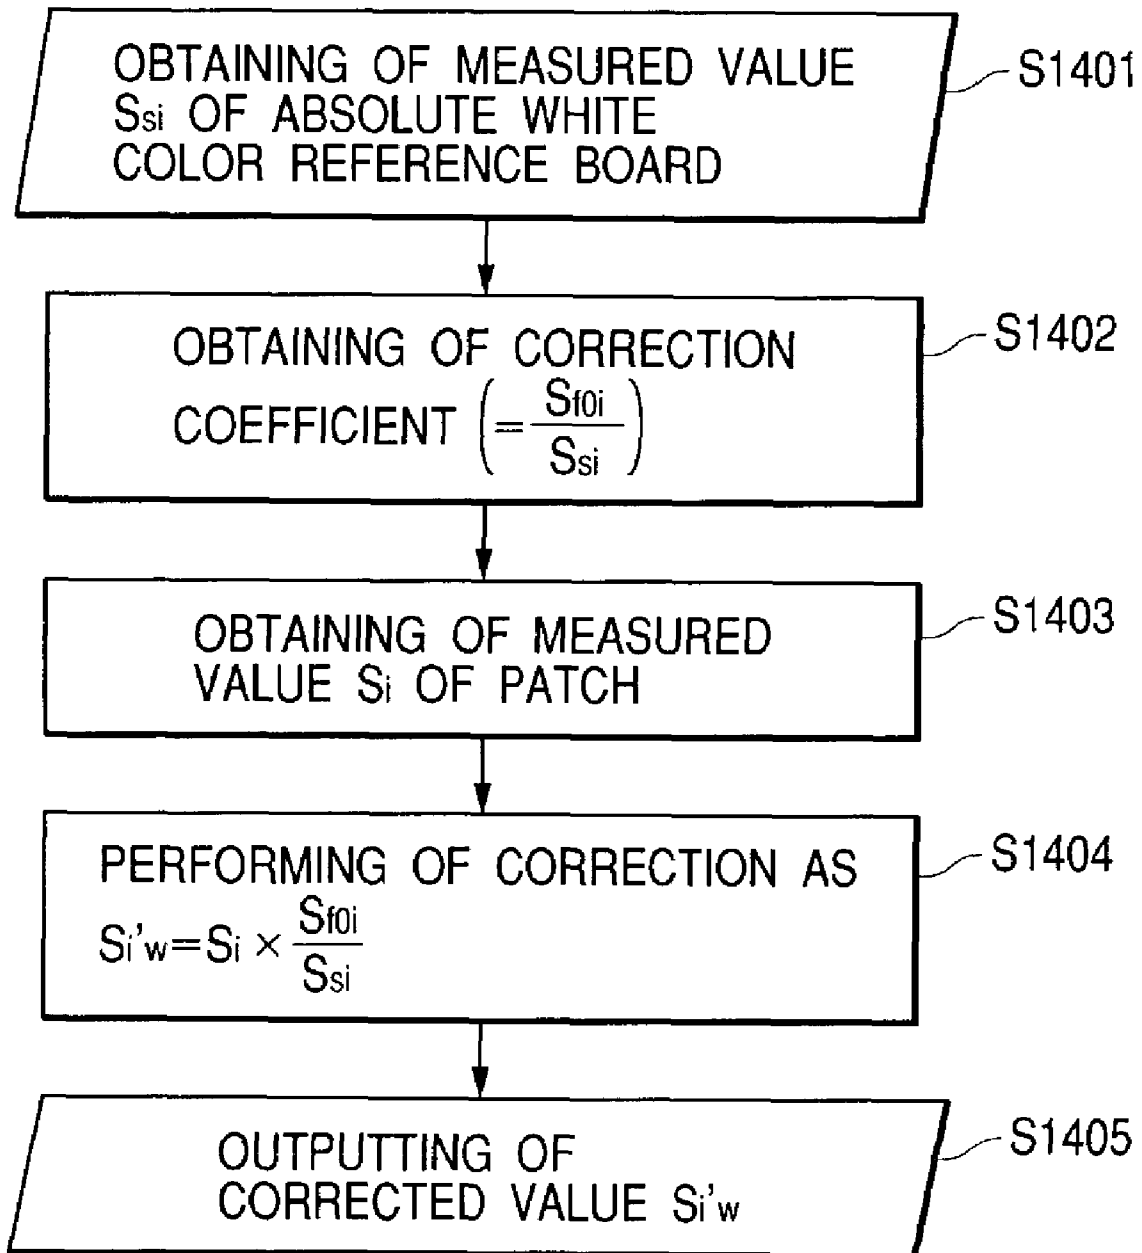 OBTAINING OF MEASURED VALUE
Ssi OF ABSOLUTE WHITE
COLOR REFERENCE BOARD
S1401
OBTAINING OF CORRECTION
COEFFICIENT (= Sf0i / Ssi)
S1402
OBTAINING OF MEASURED
VALUE Si OF PATCH
S1403
PERFORMING OF CORRECTION AS
Si'w=Si × Sf0i / Ssi
S1404
OUTPUTTING OF
CORRECTED VALUE Si'w
S1405